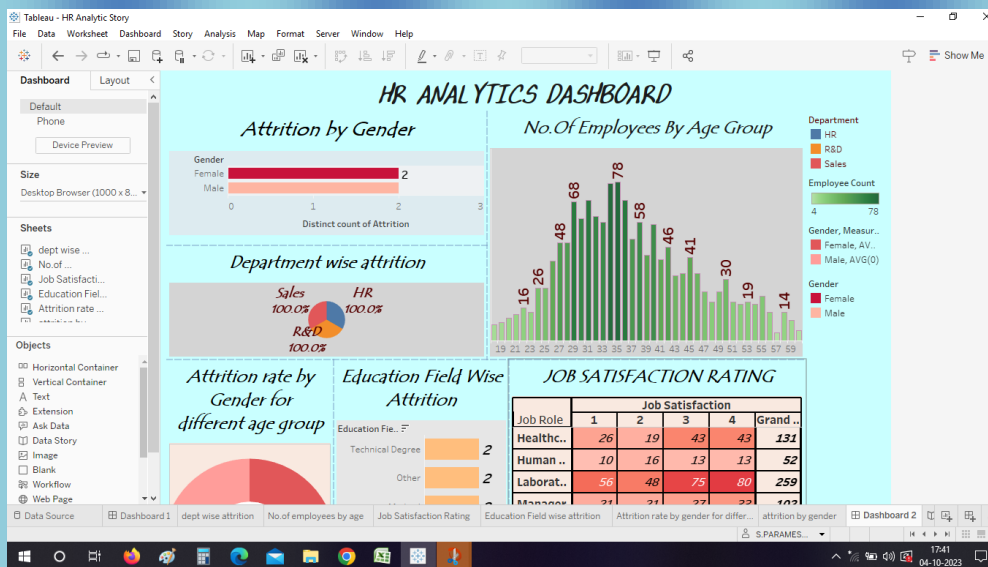 Tableau - HR Analytic Story
File Data Worksheet Dashboard Story Analysis Map Format Server Window Help
Show Me
Dashboard Layout
Default
Phone
Device Preview
Size
Desktop Browser (1000 x 8...
Sheets
dept wise ...
No.of ...
Job Satisfacti...
Education Fiel...
Attrition rate ...
Objects
Horizontal Container
Vertical Container
Text
Extension
Ask Data
Data Story
Image
Blank
Workflow
Web Page
HR ANALYTICS DASHBOARD
Attrition by Gender
Gender
Female 2
Male
0 1 2 3
Distinct count of Attrition
Department wise attrition
Sales 100.0%
HR 100.0%
R&D 100.0%
No.Of Employees By Age Group
16 26 48 68 78 58 46 41 30 19 14
19 21 23 25 27 29 31 33 35 37 39 41 43 45 47 49 51 53 55 57 59
Department
HR
R&D
Sales
Employee Count
4 78
Gender, Measur..
Female, AV..
Male, AVG(0)
Gender
Female
Male
Attrition rate by
Gender for
different age group
Education Field Wise
Attrition
Education Fie..
Technical Degree 2
Other 2
JOB SATISFACTION RATING
Job Satisfaction
Job Role 1 2 3 4 Grand ..
Healthc.. 26 19 43 43 131
Human .. 10 16 13 13 52
Laborat.. 56 48 75 80 259
Manager
Data Source Dashboard 1 dept wise attrition No.of employees by age Job Satisfaction Rating Education Field wise attrition Attrition rate by gender for differ... attrition by gender Dashboard 2
S.PARAMES...
17:41
04-10-2023